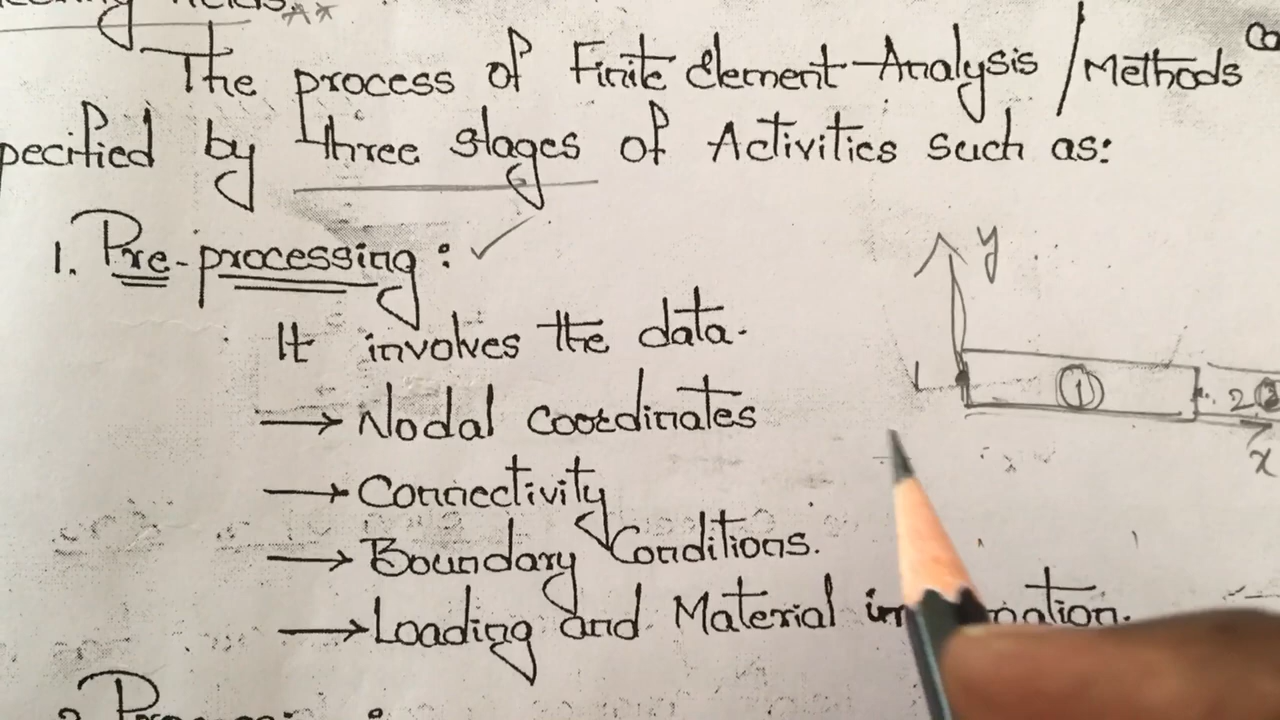 The process of Finite Element Analysis / Methods
pecified by three stages of Activities such as:
1. Pre-processing: ✓
It involves the data.
→ Nodal coordinates
→ Connectivity
→ Boundary Conditions.
→ Loading and Material
y
1
① 2
x